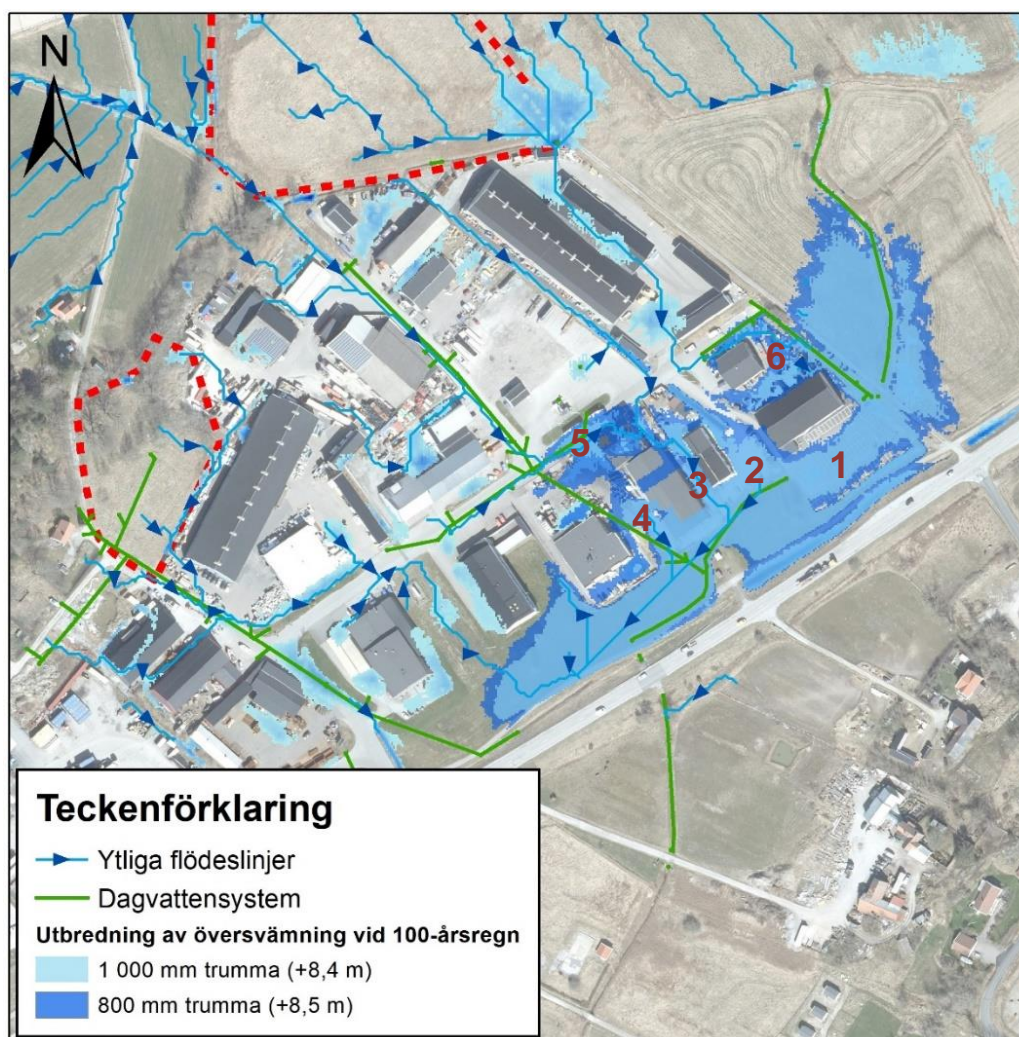 N
6
5
1
2
3
4
Teckenförklaring
Ytliga flödeslinjer
Dagvattensystem
Utbredning av översvämning vid 100-årsregn
1 000 mm trumma (+8,4 m)
800 mm trumma (+8,5 m)